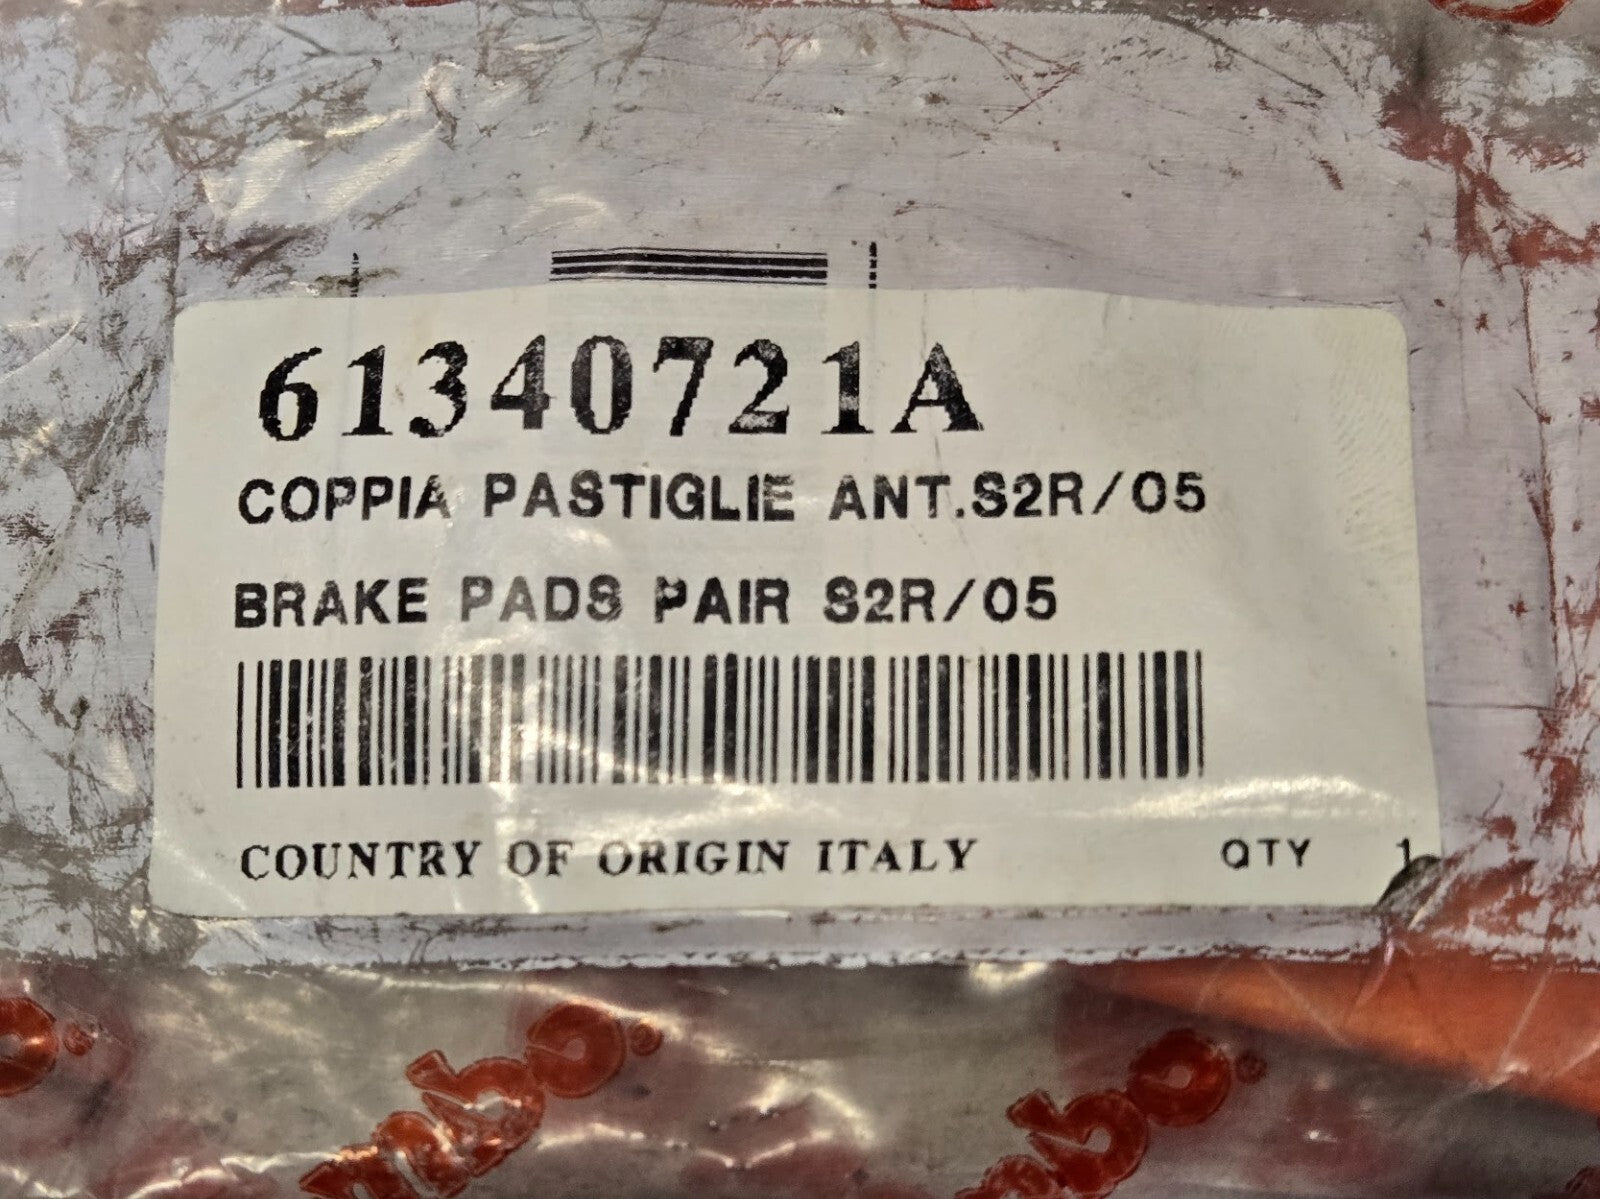 61340721A
COPPIA PASTIGLIE ANT.S2R/05
BRAKE PADS PAIR S2R/05
COUNTRY OF ORIGIN ITALY QTY 1